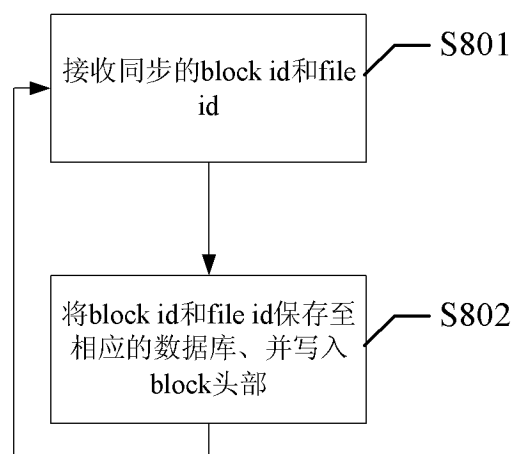 接收同步的block id和file
id
S801
将block id和file id保存至
相应的数据库、并写入
block头部
S802